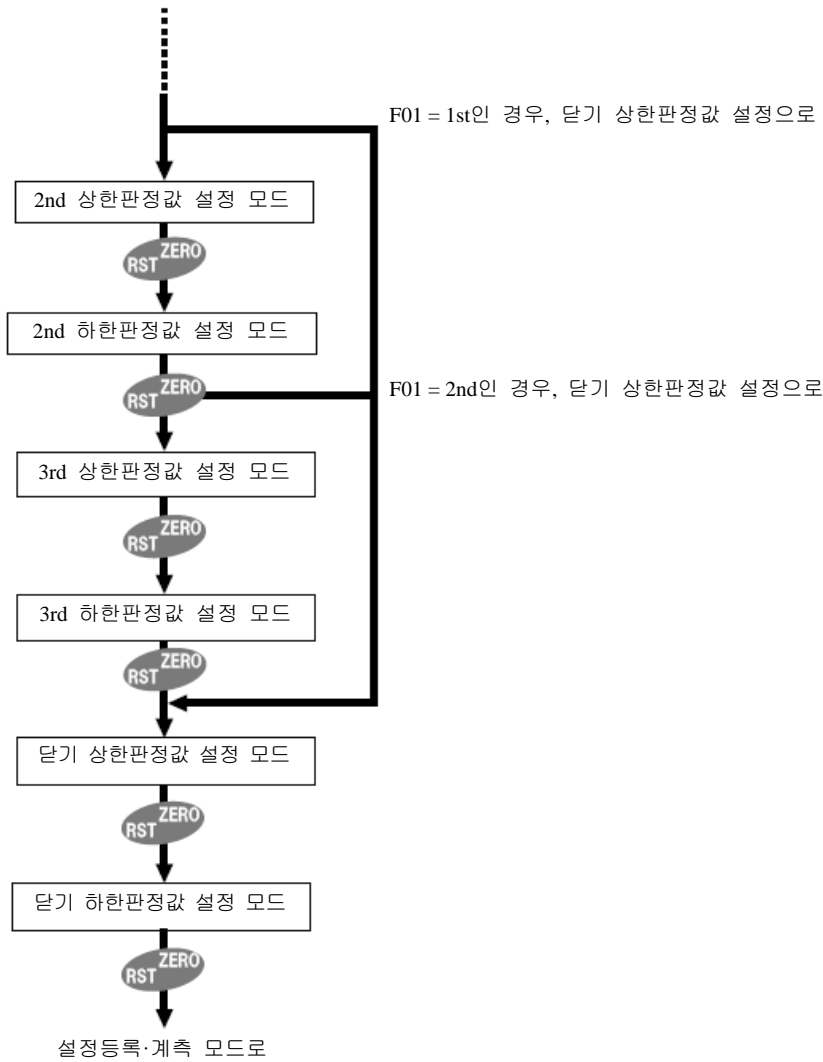 F01 = 1st인 경우, 닫기 상한판정값 설정으로
2nd 상한판정값 설정 모드
RST ZERO
2nd 하한판정값 설정 모드
RST ZERO
F01 = 2nd인 경우, 닫기 상한판정값 설정으로
3rd 상한판정값 설정 모드
RST ZERO
3rd 하한판정값 설정 모드
RST ZERO
닫기 상한판정값 설정 모드
RST ZERO
닫기 하한판정값 설정 모드
RST ZERO
설정등록·계측 모드로